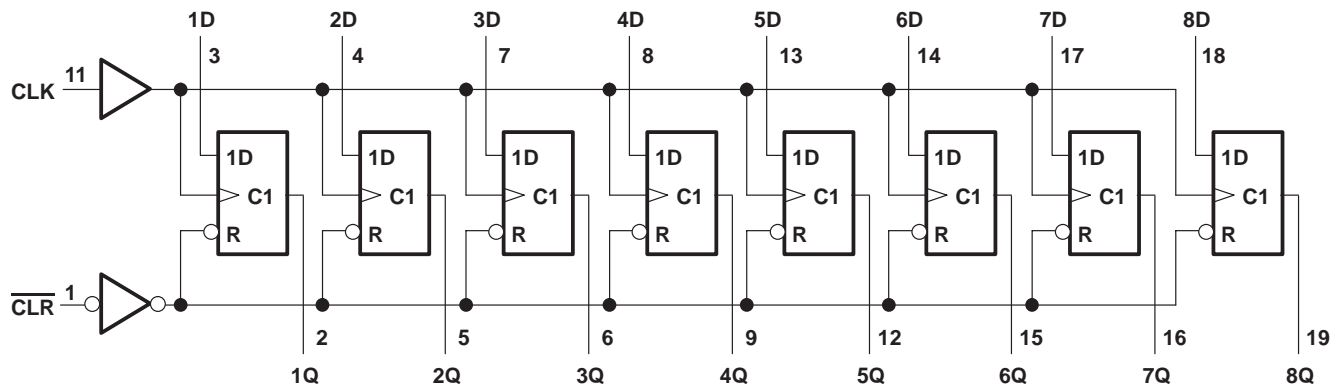 1D 2D 3D 4D 5D 6D 7D 8D
3 4 7 8 13 14 17 18
CLK 11
1D 1D 1D 1D 1D 1D 1D 1D
C1 C1 C1 C1 C1 C1 C1 C1
R R R R R R R R
CLR 1
2 5 6 9 12 15 16 19
1Q 2Q 3Q 4Q 5Q 6Q 7Q 8Q